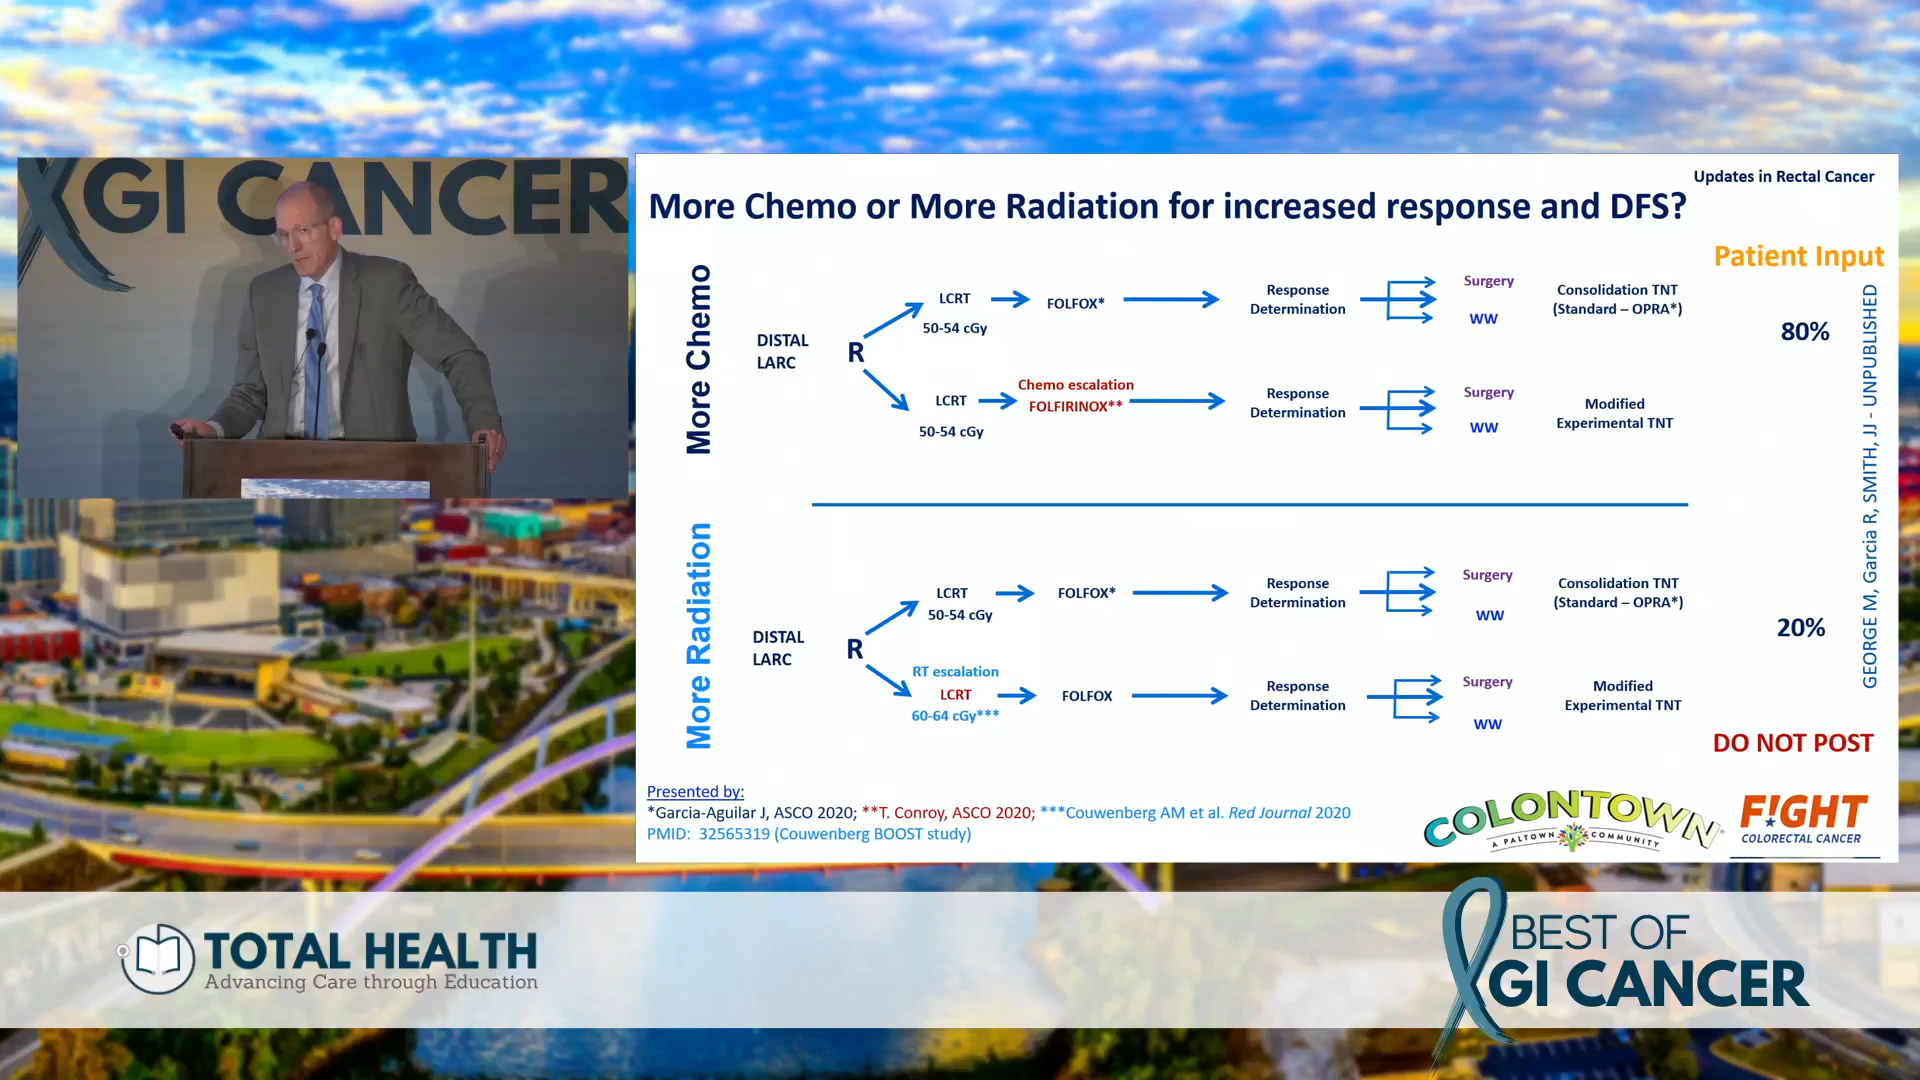 GI CANCER
Updates in Rectal Cancer
More Chemo or More Radiation for increased response and DFS?
Patient Input
More Chemo
DISTAL
LARC
R
LCRT
50-54 cGy
FOLFOX*
Response
Determination
Surgery
WW
Consolidation TNT
(Standard – OPRA*)
80%
LCRT
50-54 cGy
Chemo escalation
FOLFIRINOX**
Response
Determination
Surgery
WW
Modified
Experimental TNT
GEORGE M, Garcia R, SMITH, JJ - UNPUBLISHED
More Radiation
DISTAL
LARC
R
LCRT
50-54 cGy
FOLFOX*
Response
Determination
Surgery
WW
Consolidation TNT
(Standard – OPRA*)
20%
RT escalation
LCRT
60-64 cGy***
FOLFOX
Response
Determination
Surgery
WW
Modified
Experimental TNT
DO NOT POST
Presented by:
*Garcia-Aguilar J, ASCO 2020; **T. Conroy, ASCO 2020; ***Couwenberg AM et al. Red Journal 2020
PMID: 32565319 (Couwenberg BOOST study)
COLONTOWN
A PALTOWN COMMUNITY
F!GHT
COLORECTAL CANCER
TOTAL HEALTH
Advancing Care through Education
BEST OF
GI CANCER